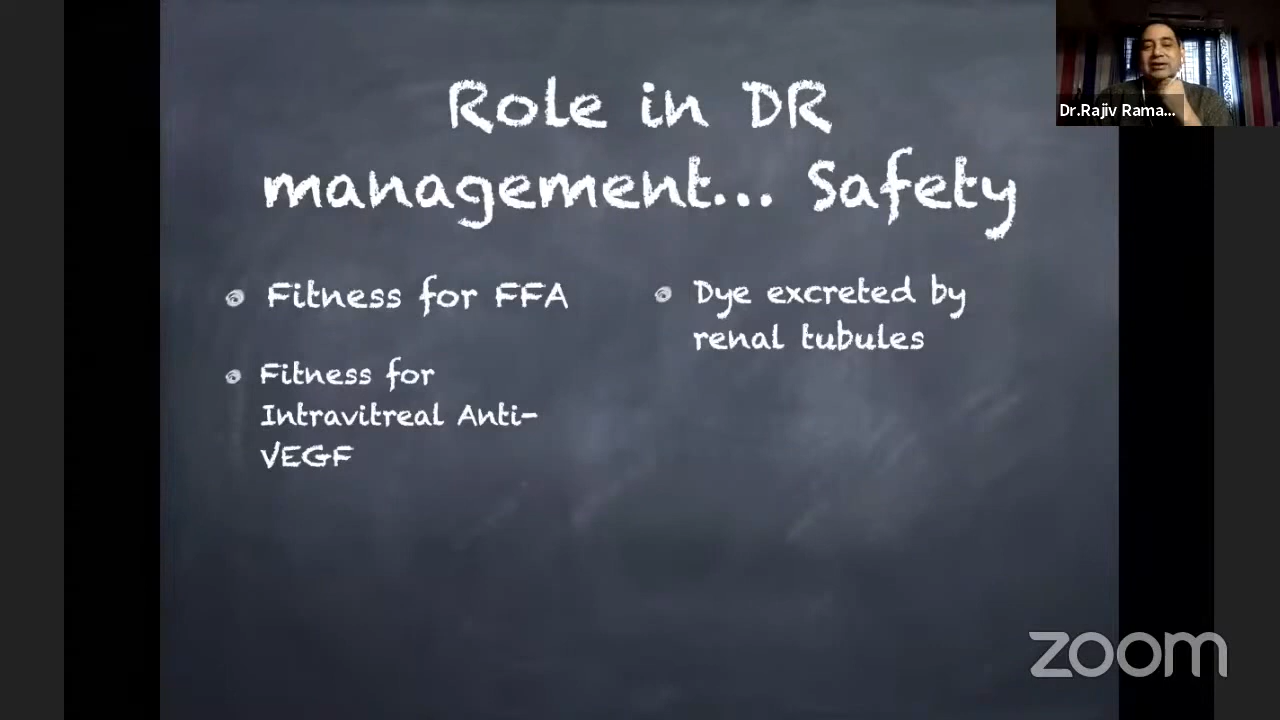 Role in DR
management... Safety
Fitness for FFA
Fitness for
Intravitreal Anti-
VEGF
Dye excreted by
renal tubules
Dr.Rajiv Rama...
zoom